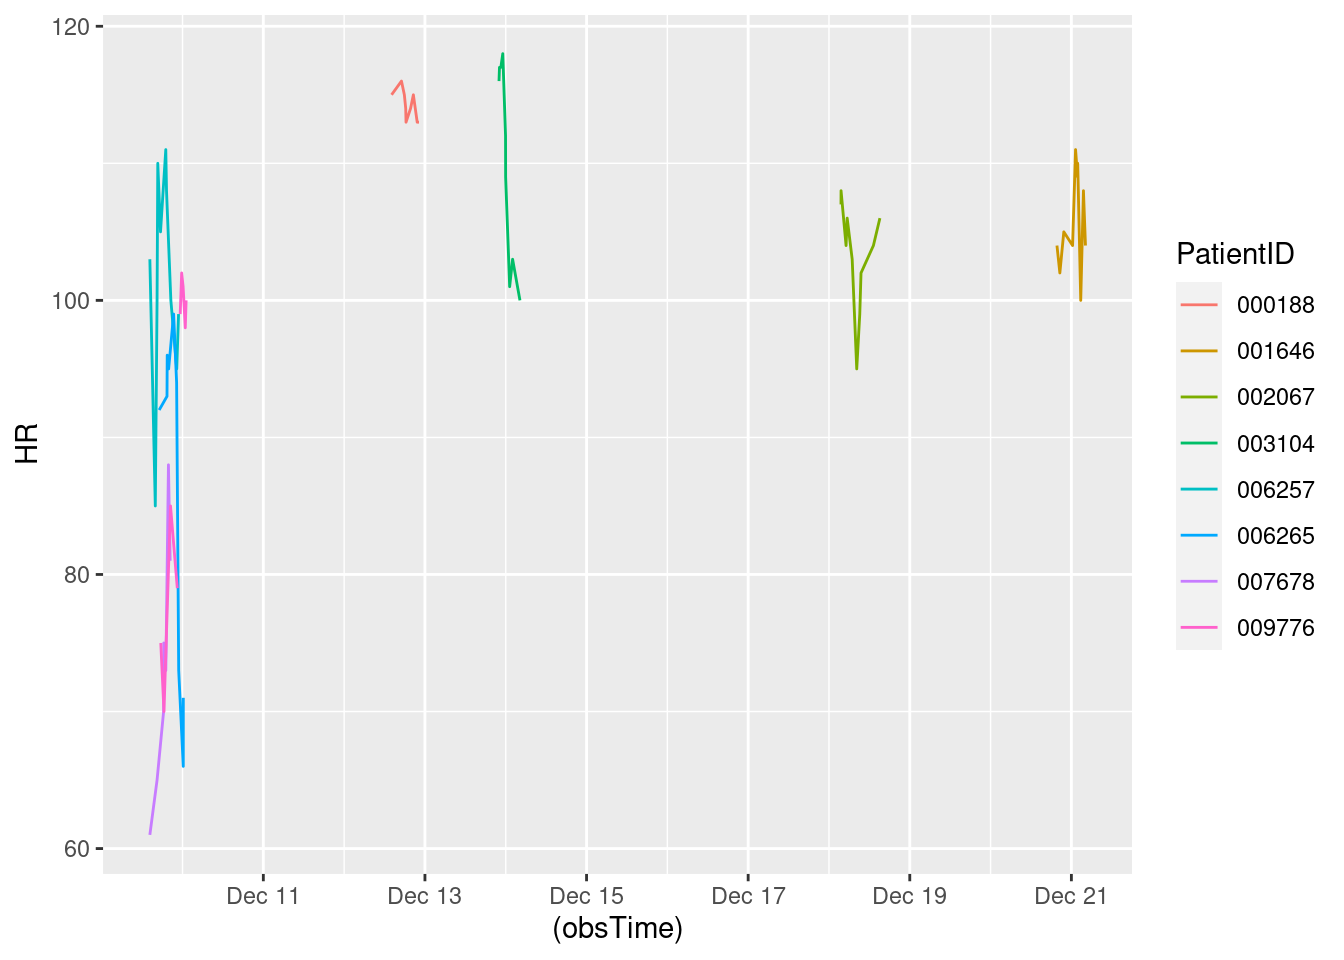 120
100
80
60
HR
Dec 11
Dec 13
Dec 15
Dec 17
Dec 19
Dec 21
(obsTime)
PatientID
000188
001646
002067
003104
006257
006265
007678
009776